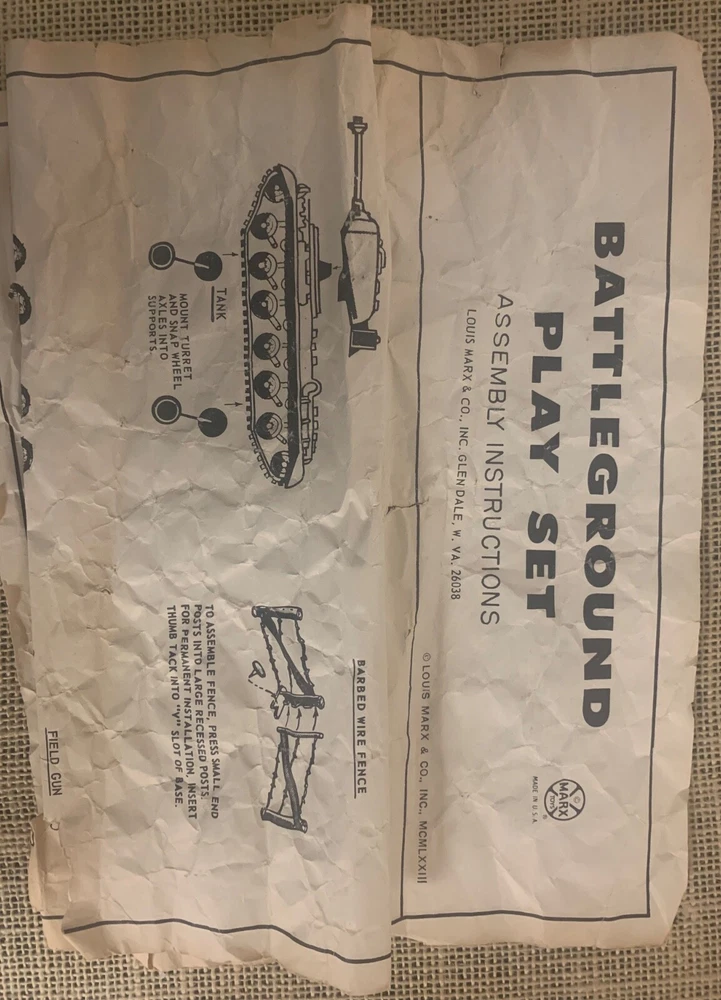 BATTLEGROUND
PLAY SET
ASSEMBLY INSTRUCTIONS
LOUIS MARX & CO., INC. GLEN DALE, W. VA. 26038
© MARX TOYS ®
MADE IN U.S.A.
© LOUIS MARX & CO., INC., MCMLXXIII
TANK
MOUNT TURRET
AND SNAP WHEEL
AXLES INTO
SUPPORTS.
BARBED WIRE FENCE
TO ASSEMBLE FENCE, PRESS SMALL END
POSTS INTO LARGE RECESSED POSTS.
FOR PERMANENT INSTALLATION, INSERT
THUMB TACK INTO "V" SLOT OF BASE.
FIELD GUN